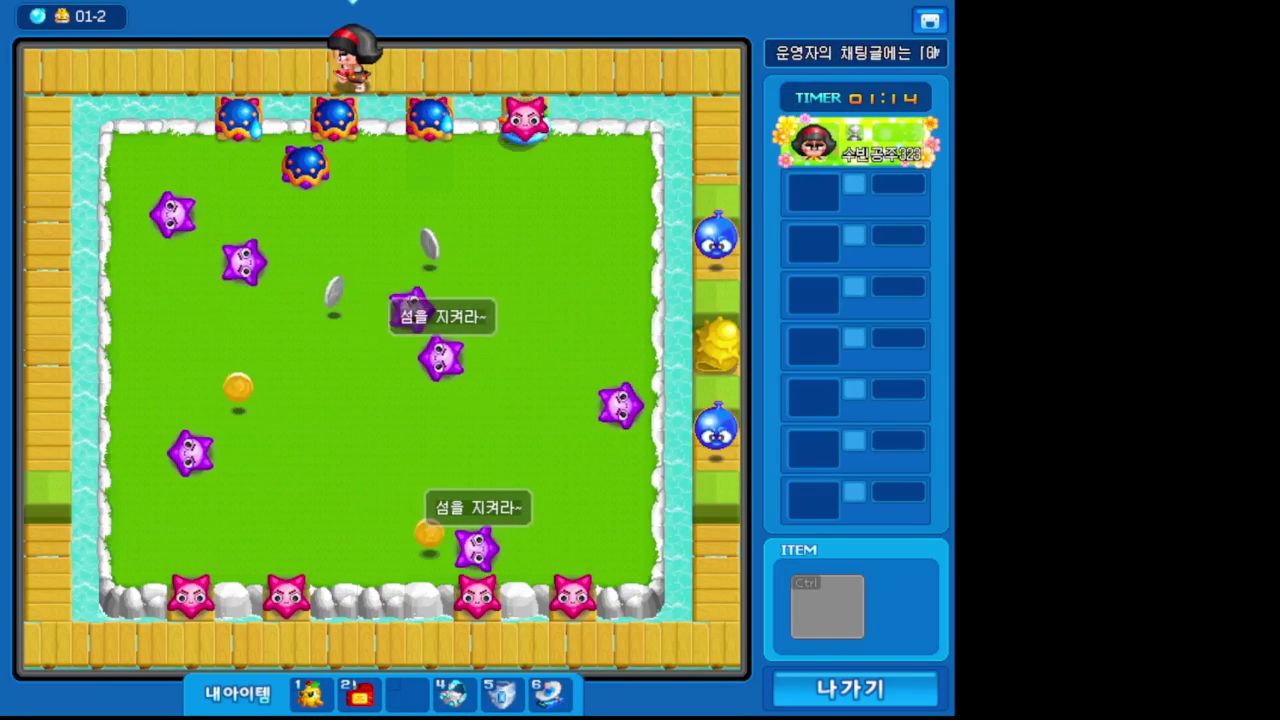 01-2
운영자의 채팅글에는 [@
TIMER 01:14
수빈공주323
섬을 지켜라~
섬을 지켜라~
ITEM
Ctrl
내아이템
1
2
4
5
6
나가기